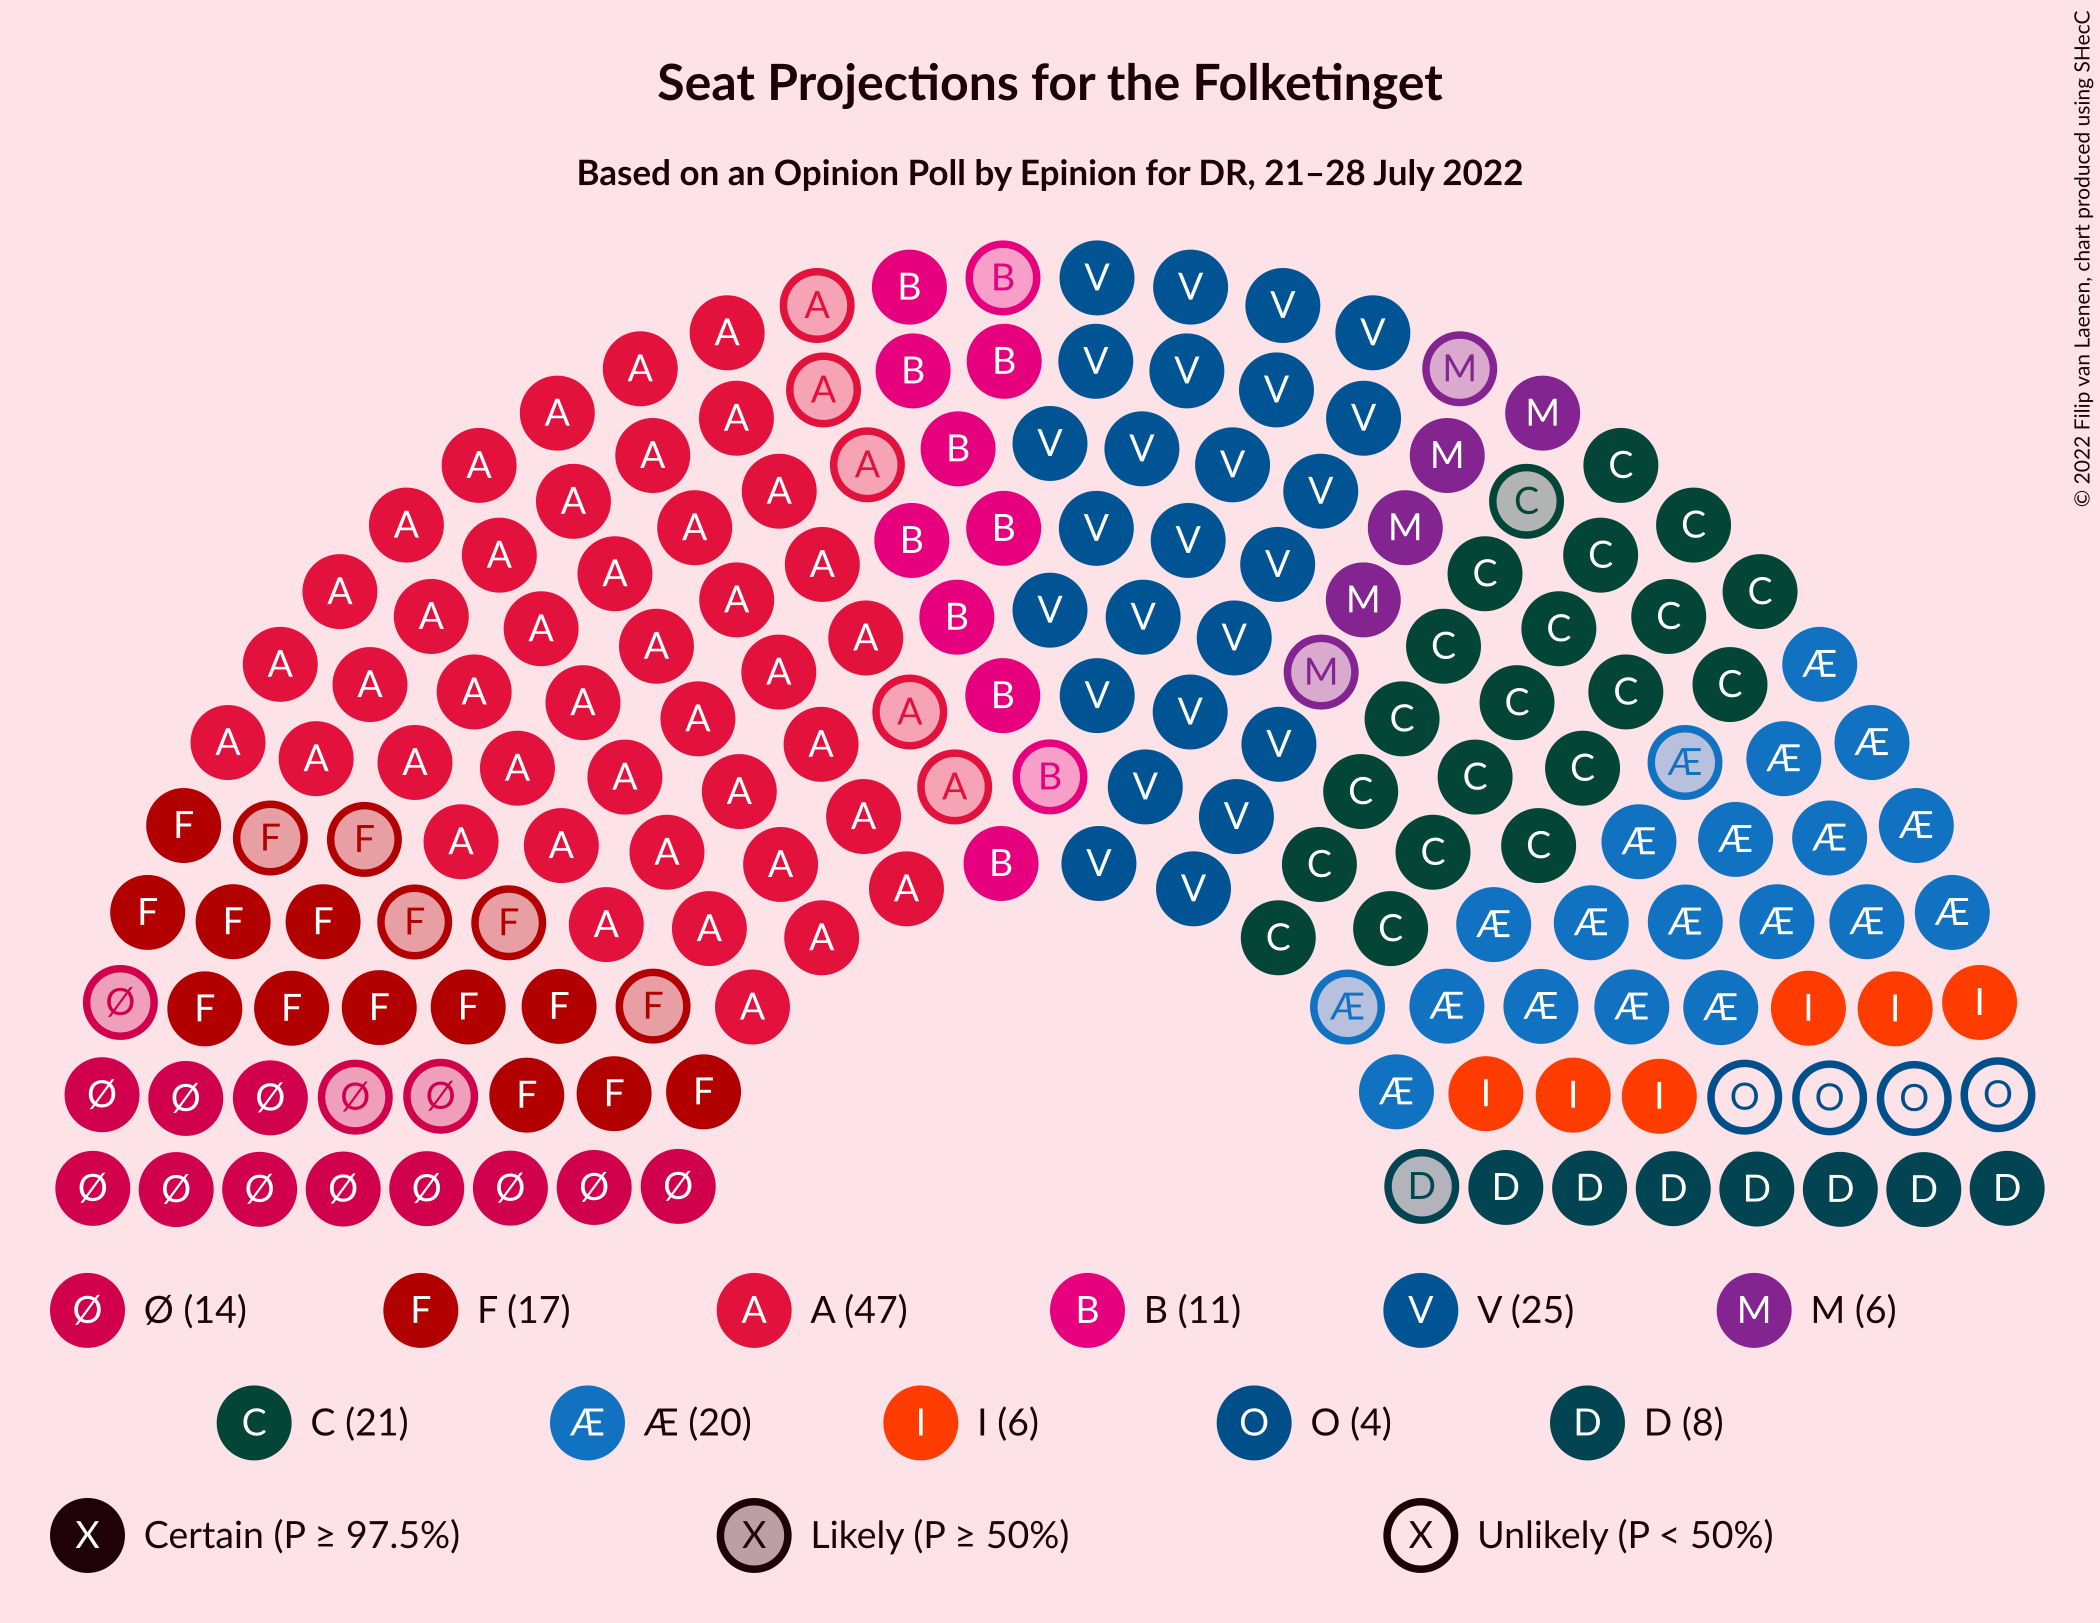 Seat Projections for the Folketinget
Based on an Opinion Poll by Epinion for DR, 21–28 July 2022
© 2022 Filip van Laenen, chart produced using SHecC
B V
A B V V
A V
A B V M
A B V V
A A V M
A B V V M
A A V C
A A V M C
A A B V V C
A A V M C
A A B V V C C
A A A V C
A A M C
A A B V V C C
A A A V C Æ
A A M C
A A A B V C C
A A A V C C
A A A V C Æ Æ
A A A B V C C Æ
A A A V C
F F F A A A C C Æ Æ Æ Æ
A A B V V C
F F F F F A A A C C Æ Æ Æ Æ Æ Æ
Ø F F F F F F A Æ Æ Æ Æ Æ I I I
Ø Ø Ø Ø Ø F F F Æ I I I O O O O
Ø Ø Ø Ø Ø Ø Ø Ø D D D D D D D D
Ø Ø (14) F F (17) A A (47) B B (11) V V (25) M M (6)
C C (21) Æ Æ (20) I I (6) O O (4) D D (8)
X Certain (P ≥ 97.5%) X Likely (P ≥ 50%) X Unlikely (P < 50%)